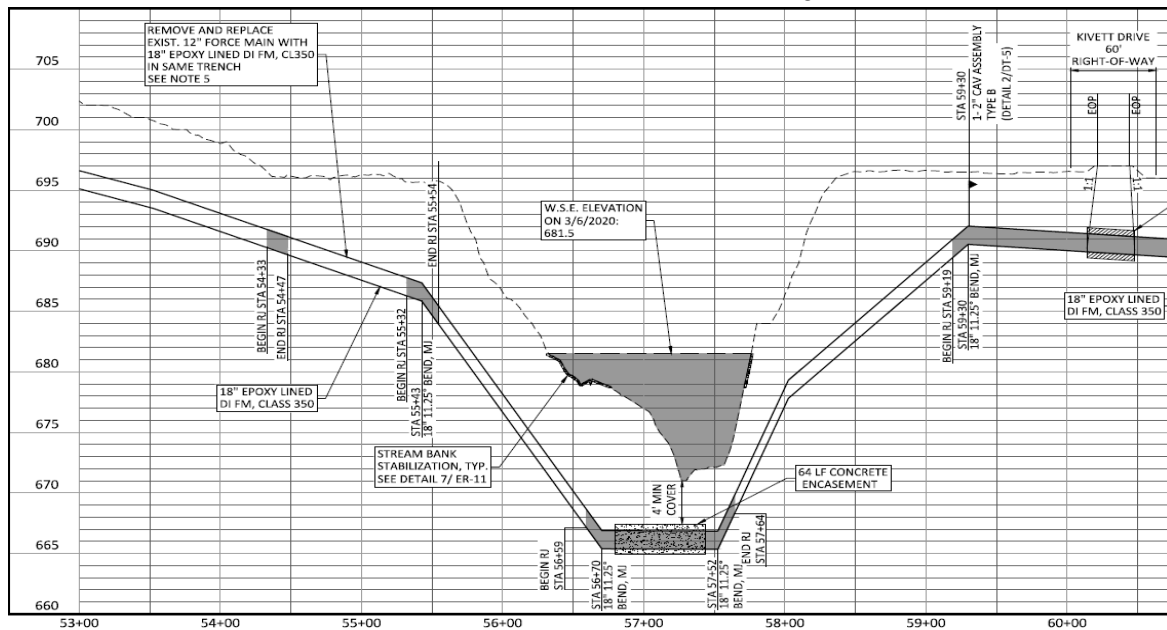 REMOVE AND REPLACE
EXIST. 12" FORCE MAIN WITH
18" EPOXY LINED DI FM, CL350
IN SAME TRENCH
SEE NOTE 5
KIVETT DRIVE
60'
RIGHT-OF-WAY
STA 59+30
1- 2" CAV ASSEMBLY
TYPE B
(DETAIL 2/DT-5)
EOP
EOP
1:1
1:1
705
700
695
690
685
680
675
670
665
660
END RJ STA 55+54
W.S.E. ELEVATION
ON 3/6/2020:
681.5
BEGIN RJ STA 54+33
END RJ STA 54+47
BEGIN RJ STA 55+32
STA 55+43
18" 11.25° BEND, MJ
BEGIN RJ STA 59+19
STA 59+30
18" 11.25° BEND, MJ
18" EPOXY LINED
DI FM, CLASS 350
18" EPOXY LINED
DI FM, CLASS 350
STREAM BANK
STABILIZATION, TYP.
SEE DETAIL 7/ ER-11
64 LF CONCRETE
ENCASEMENT
4' MIN
COVER
BEGIN RJ
STA 56+59
STA 56+70
18" 11.25°
BEND, MJ
STA 57+52
18" 11.25°
BEND, MJ
END RJ
STA 57+64
53+00
54+00
55+00
56+00
57+00
58+00
59+00
60+00